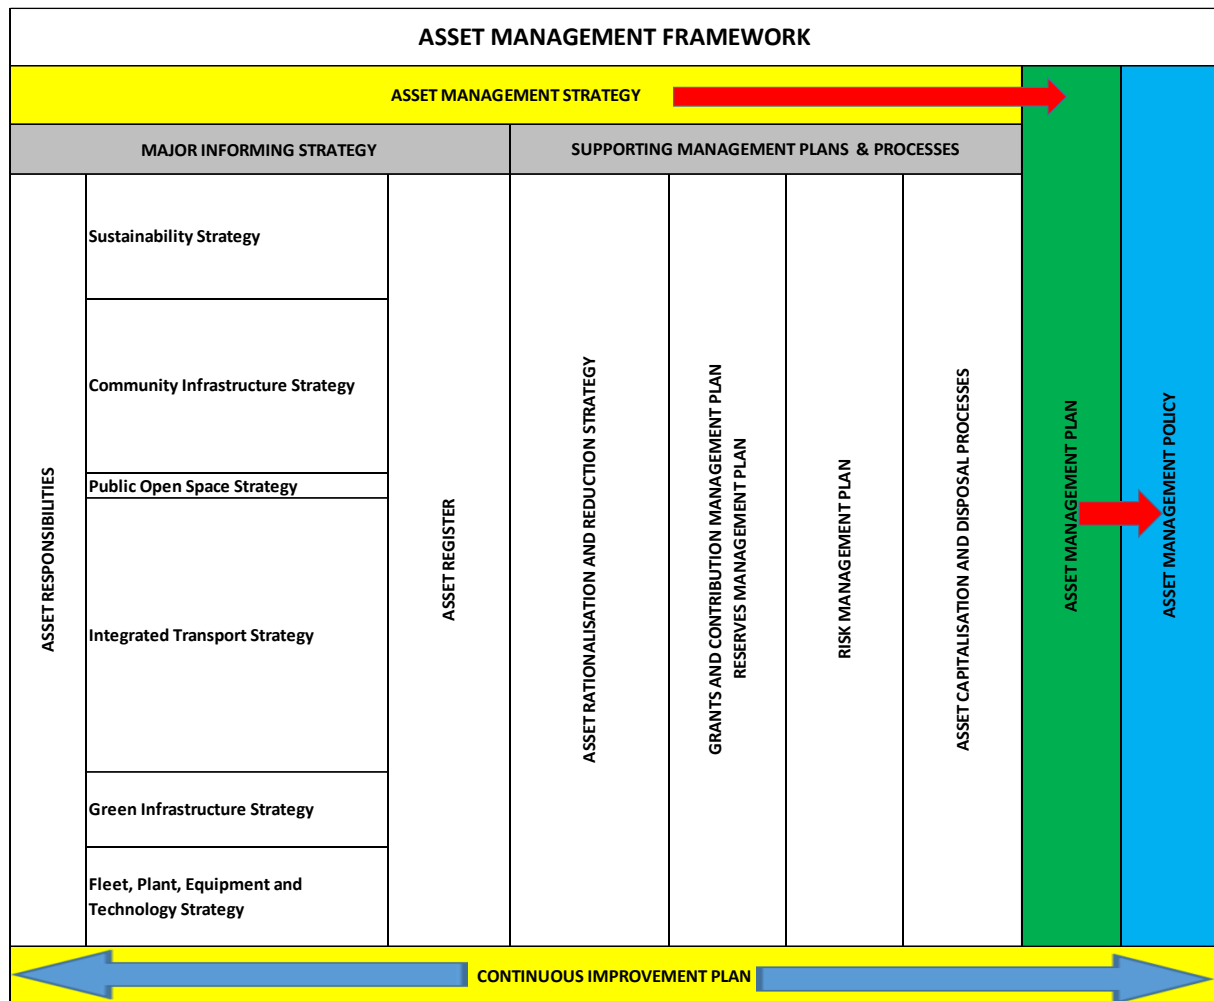 ASSET MANAGEMENT FRAMEWORK
ASSET MANAGEMENT STRATEGY
MAJOR INFORMING STRATEGY
SUPPORTING MANAGEMENT PLANS & PROCESSES
ASSET RESPONSIBILITIES
Sustainability Strategy
Community Infrastructure Strategy
Public Open Space Strategy
Integrated Transport Strategy
Green Infrastructure Strategy
Fleet, Plant, Equipment and
Technology Strategy
ASSET REGISTER
ASSET RATIONALISATION AND REDUCTION STRATEGY
GRANTS AND CONTRIBUTION MANAGEMENT PLAN
RESERVES MANAGEMENT PLAN
RISK MANAGEMENT PLAN
ASSET CAPITALISATION AND DISPOSAL PROCESSES
ASSET MANAGEMENT PLAN
ASSET MANAGEMENT POLICY
CONTINUOUS IMPROVEMENT PLAN